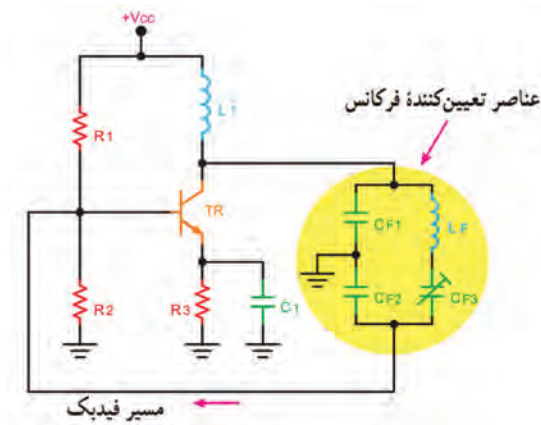 +Vcc
عناصر تعیین‌کنندهٔ فرکانس
L1
R1
TR
CF1
LF
R2
R3
C1
CF2
CF3
مسیر فیدبک